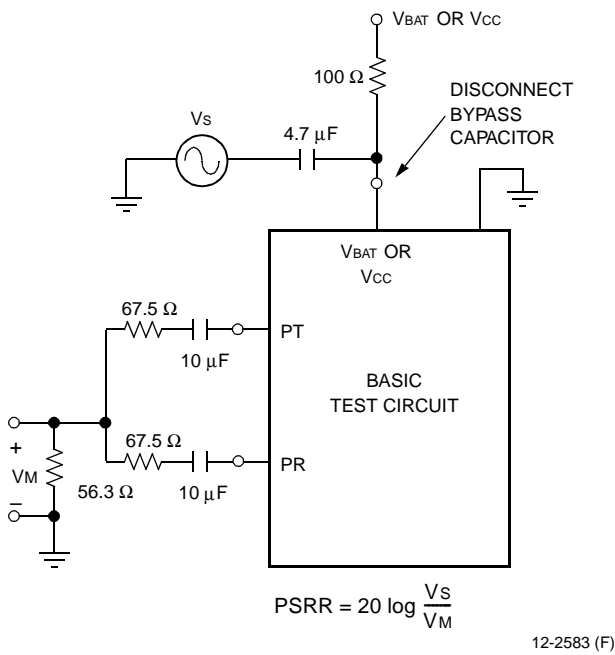 VBAT OR VCC
100 Ω
DISCONNECT
BYPASS
CAPACITOR
VS
4.7 μF
VBAT OR
VCC
67.5 Ω
PT
10 μF
BASIC
TEST CIRCUIT
67.5 Ω
+
VM
PR
56.3 Ω
10 μF
–
PSRR = 20 log VS
VM
12-2583 (F)